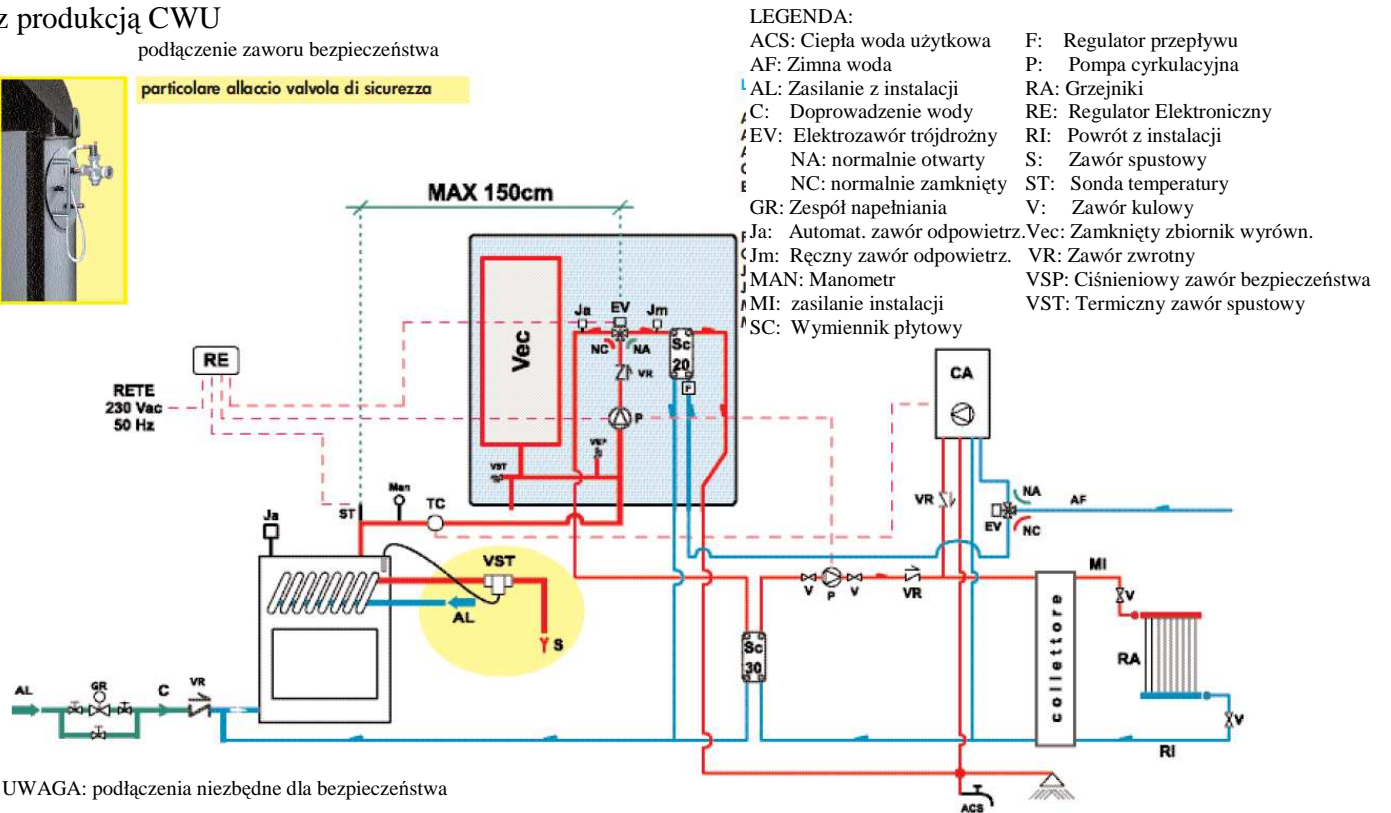 z produkcją CWU
podłączenie zaworu bezpieczeństwa
particolare allaccio valvola di sicurezza
LEGENDA:
ACS: Ciepła woda użytkowa
AF: Zimna woda
AL: Zasilanie z instalacji
C: Doprowadzenie wody
EV: Elektrozawór trójdrożny
NA: normalnie otwarty
NC: normalnie zamknięty
GR: Zespół napełniania
Ja: Automat. zawór odpowietrz.
Jm: Ręczny zawór odpowietrz.
MAN: Manometr
MI: zasilanie instalacji
SC: Wymiennik płytowy
F: Regulator przepływu
P: Pompa cyrkulacyjna
RA: Grzejniki
RE: Regulator Elektroniczny
RI: Powrót z instalacji
S: Zawór spustowy
ST: Sonda temperatury
V: Zawór kulowy
Vec: Zamknięty zbiornik wyrówn.
VR: Zawór zwrotny
VSP: Ciśnieniowy zawór bezpieczeństwa
VST: Termiczny zawór spustowy
MAX 150cm
Vec
Ja
EV
Jm
NC
NA
Sc
20
F
VR
P
VSP
VST
RE
RETE
230 Vac
50 Hz
CA
VR
NA
EV
NC
AF
Man
ST
TC
Ja
VST
AL
S
V
P
V
VR
MI
V
Sc
30
collettore
RA
V
RI
AL
GR
C
VR
ACS
UWAGA: podłączenia niezbędne dla bezpieczeństwa